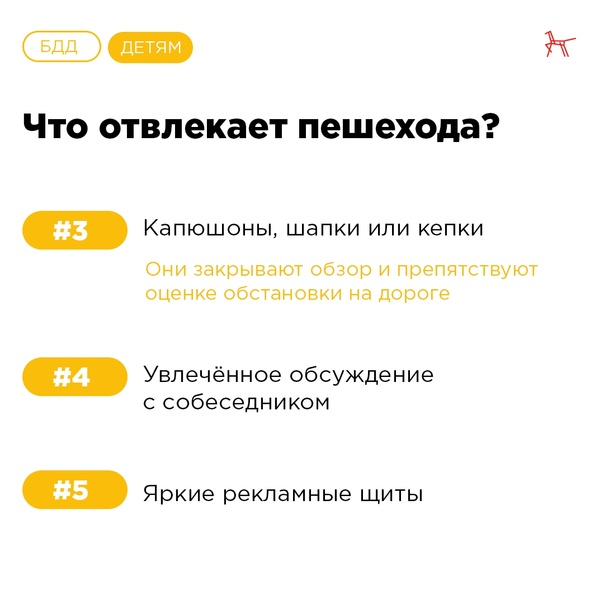 БДД ДЕТЯМ
Что отвлекает пешехода?
#3 Капюшоны, шапки или кепки
Они закрывают обзор и препятствуют
оценке обстановки на дороге
#4 Увлечённое обсуждение
с собеседником
#5 Яркие рекламные щиты